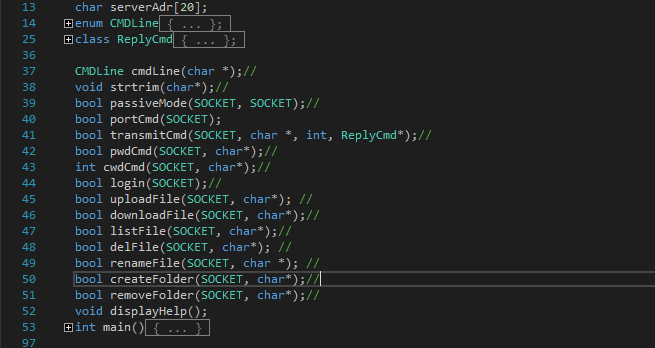 13 char serverAdr[20];
14 enum CMDLine { ... };
25 class ReplyCmd { ... };
36
37 CMDLine cmdLine(char *);//
38 void strtrim(char*);//
39 bool passiveMode(SOCKET, SOCKET);//
40 bool portCmd(SOCKET);
41 bool transmitCmd(SOCKET, char *, int, ReplyCmd*);//
42 bool pwdCmd(SOCKET, char*);//
43 int cwdCmd(SOCKET, char*);//
44 bool login(SOCKET);//
45 bool uploadFile(SOCKET, char*); //
46 bool downloadFile(SOCKET, char*);//
47 bool listFile(SOCKET, char*);//
48 bool delFile(SOCKET, char*); //
49 bool renameFile(SOCKET, char *); //
50 bool createFolder(SOCKET, char*);//
51 bool removeFolder(SOCKET, char*);//
52 void displayHelp();
53 int main() { ... }
97